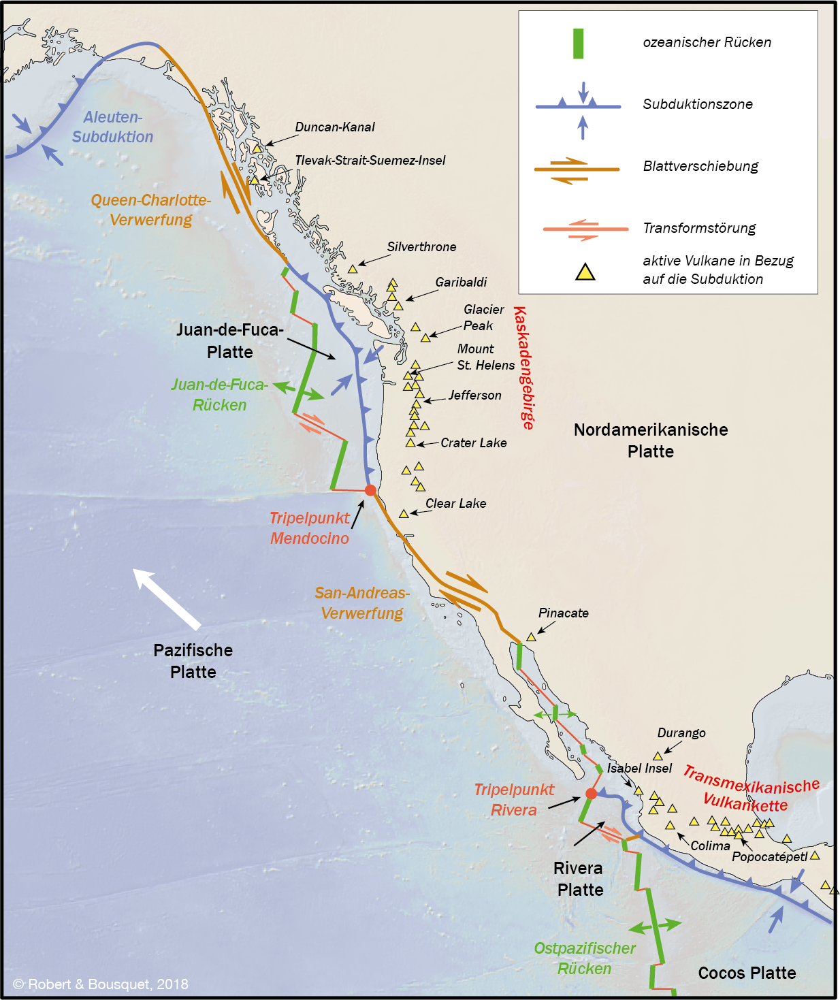 ozeanischer Rücken
Subduktionszone
Blattverschiebung
Transformstörung
aktive Vulkane in Bezug
auf die Subduktion
Aleuten-
Subduktion
Duncan-Kanal
Tlevak-Strait-Suemez-Insel
Queen-Charlotte-
Verwerfung
Silverthrone
Garibaldi
Glacier
Peak
Kaskadengebirge
Juan-de-Fuca-
Platte
Mount
St. Helens
Juan-de-Fuca-
Rücken
Jefferson
Nordamerikanische
Platte
Crater Lake
Clear Lake
Tripelpunkt
Mendocino
San-Andreas-
Verwerfung
Pinacate
Pazifische
Platte
Durango
Isabel Insel
Transmexikanische
Vulkankette
Tripelpunkt
Rivera
Colima
Popocatépetl
Rivera
Platte
Ostpazifischer
Rücken
Cocos Platte
© Robert & Bousquet, 2018